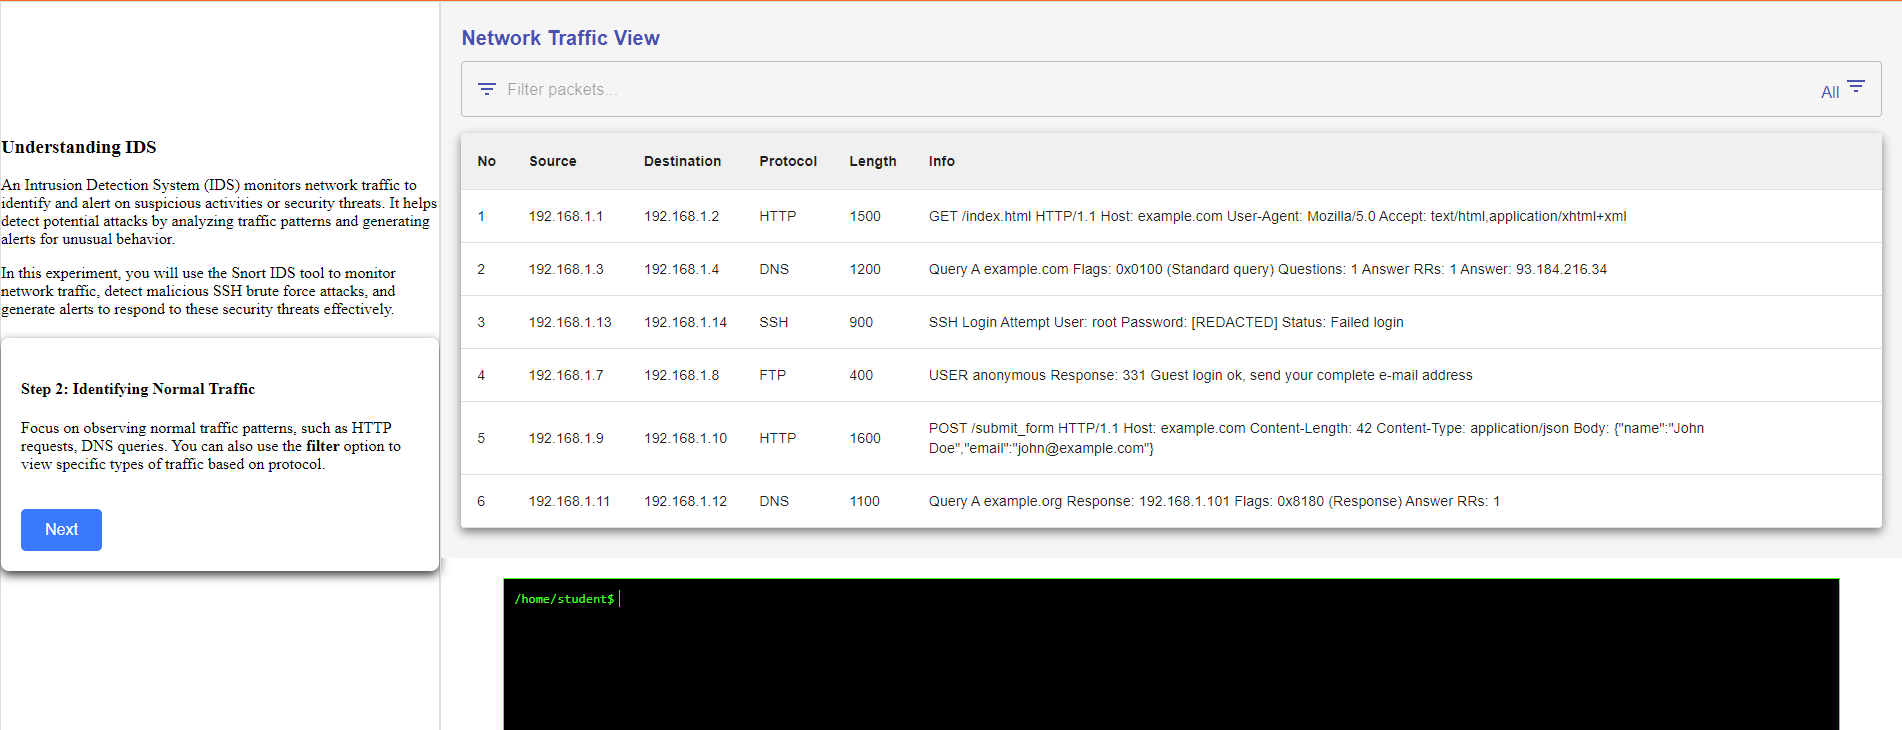 Understanding IDS
An Intrusion Detection System (IDS) monitors network traffic to
identify and alert on suspicious activities or security threats. It helps
detect potential attacks by analyzing traffic patterns and generating
alerts for unusual behavior.
In this experiment, you will use the Snort IDS tool to monitor
network traffic, detect malicious SSH brute force attacks, and
generate alerts to respond to these security threats effectively.
Step 2: Identifying Normal Traffic
Focus on observing normal traffic patterns, such as HTTP
requests, DNS queries. You can also use the filter option to
view specific types of traffic based on protocol.
Next
Network Traffic View
Filter packets... All
No Source Destination Protocol Length Info
1 192.168.1.1 192.168.1.2 HTTP 1500 GET /index.html HTTP/1.1 Host: example.com User-Agent: Mozilla/5.0 Accept: text/html,application/xhtml+xml
2 192.168.1.3 192.168.1.4 DNS 1200 Query A example.com Flags: 0x0100 (Standard query) Questions: 1 Answer RRs: 1 Answer: 93.184.216.34
3 192.168.1.13 192.168.1.14 SSH 900 SSH Login Attempt User: root Password: [REDACTED] Status: Failed login
4 192.168.1.7 192.168.1.8 FTP 400 USER anonymous Response: 331 Guest login ok, send your complete e-mail address
5 192.168.1.9 192.168.1.10 HTTP 1600 POST /submit_form HTTP/1.1 Host: example.com Content-Length: 42 Content-Type: application/json Body: {"name":"John
Doe","email":"john@example.com"}
6 192.168.1.11 192.168.1.12 DNS 1100 Query A example.org Response: 192.168.1.101 Flags: 0x8180 (Response) Answer RRs: 1
/home/student$